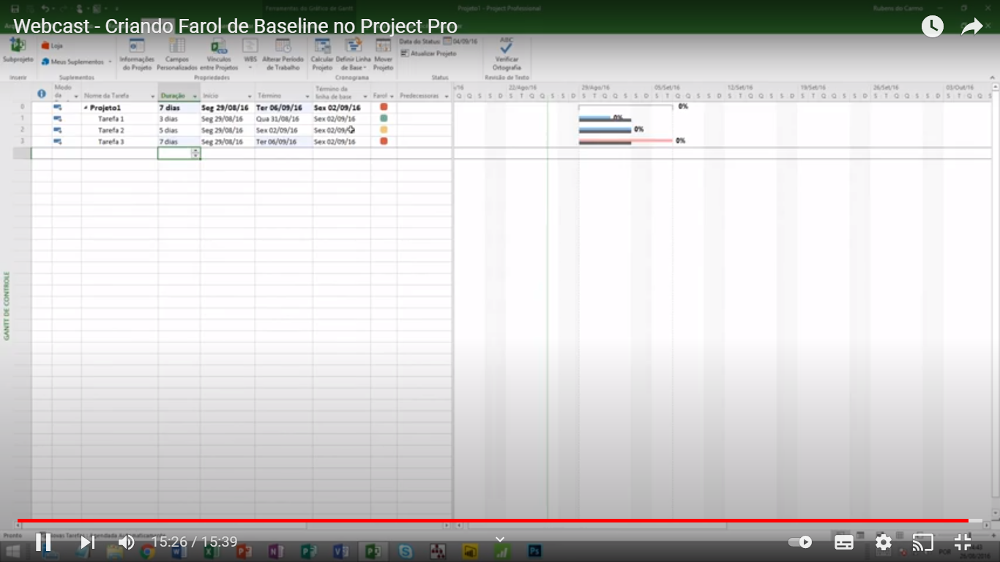 Ferramentas do Gráfico de Gantt
Projeto1 - Project Professional
Rubens do Carmo
Webcast - Criando Farol de Baseline no Project Pro
Subprojeto
Loja
Meus Suplementos
Informações do Projeto
Campos Personalizados
Vínculos entre Projetos
WBS
Alterar Período de Trabalho
Calcular Projeto
Definir Linha de Base
Mover Projeto
Data do Status: 04/09/16
Atualizar Projeto
ABC
Verificar Ortografia
Inserir Suplementos Propriedades Cronograma Status Revisão de Texto
Modo da Nome da Tarefa Duração Início Término Término da linha de base Farol Predecessoras
/16 22/Ago/16 29/Ago/16 05/Set/16 12/Set/16 19/Set/16 26/Set/16 03/Out/16
Q Q S S D S T Q Q S S D S T Q Q S S D S T Q Q S S D S T Q Q S S D S T Q Q S S D S T Q Q S S D S T Q Q S
0 Projeto1 7 dias Seg 29/08/16 Ter 06/09/16 Sex 02/09/16 0%
1 Tarefa 1 3 dias Seg 29/08/16 Qua 31/08/16 Sex 02/09/16 0%
2 Tarefa 2 5 dias Seg 29/08/16 Sex 02/09/16 Sex 02/09/ 0%
3 Tarefa 3 7 dias Seg 29/08/16 Ter 06/09/16 Sex 02/09/16 0%
GANTT DE CONTROLE
Pronto
15:26 / 15:39
POR
26/08/2016